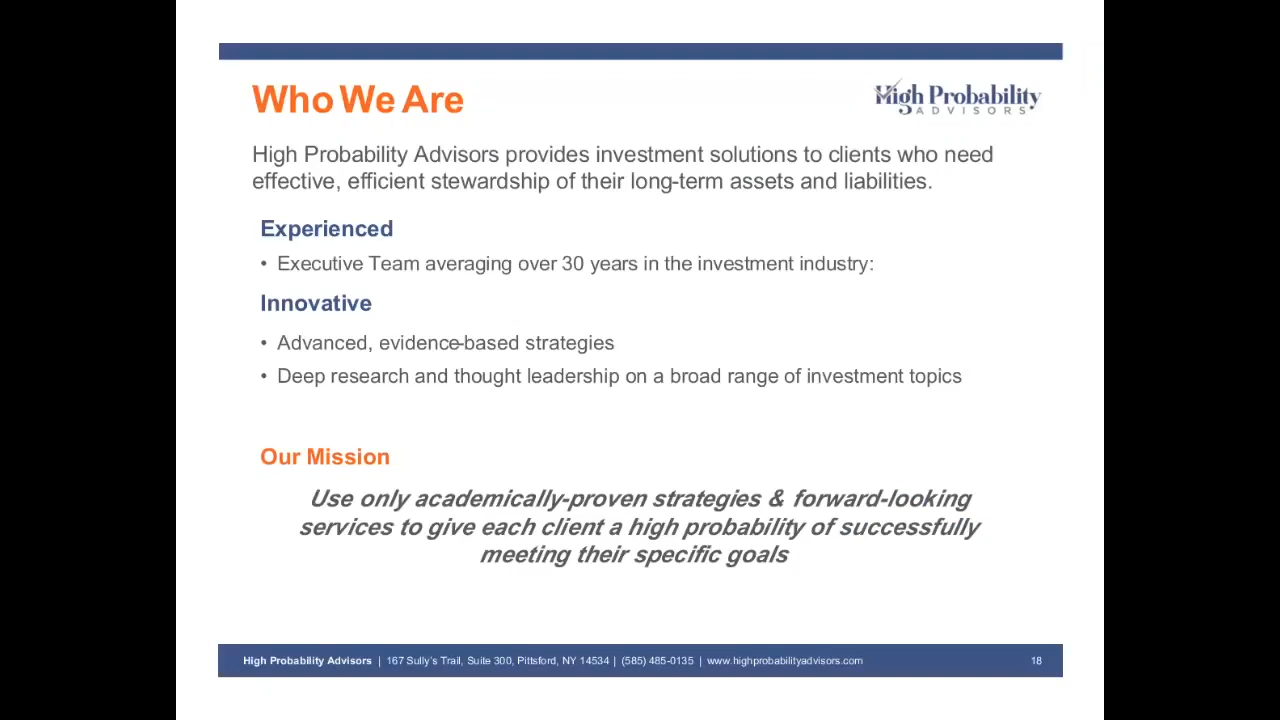 Who We Are
High Probability
ADVISORS
High Probability Advisors provides investment solutions to clients who need
effective, efficient stewardship of their long-term assets and liabilities.
Experienced
• Executive Team averaging over 30 years in the investment industry:
Innovative
• Advanced, evidence-based strategies
• Deep research and thought leadership on a broad range of investment topics
Our Mission
Use only academically-proven strategies & forward-looking
services to give each client a high probability of successfully
meeting their specific goals
High Probability Advisors | 167 Sully's Trail, Suite 300, Pittsford, NY 14534 | (585) 485-0135 | www.highprobabilityadvisors.com 18